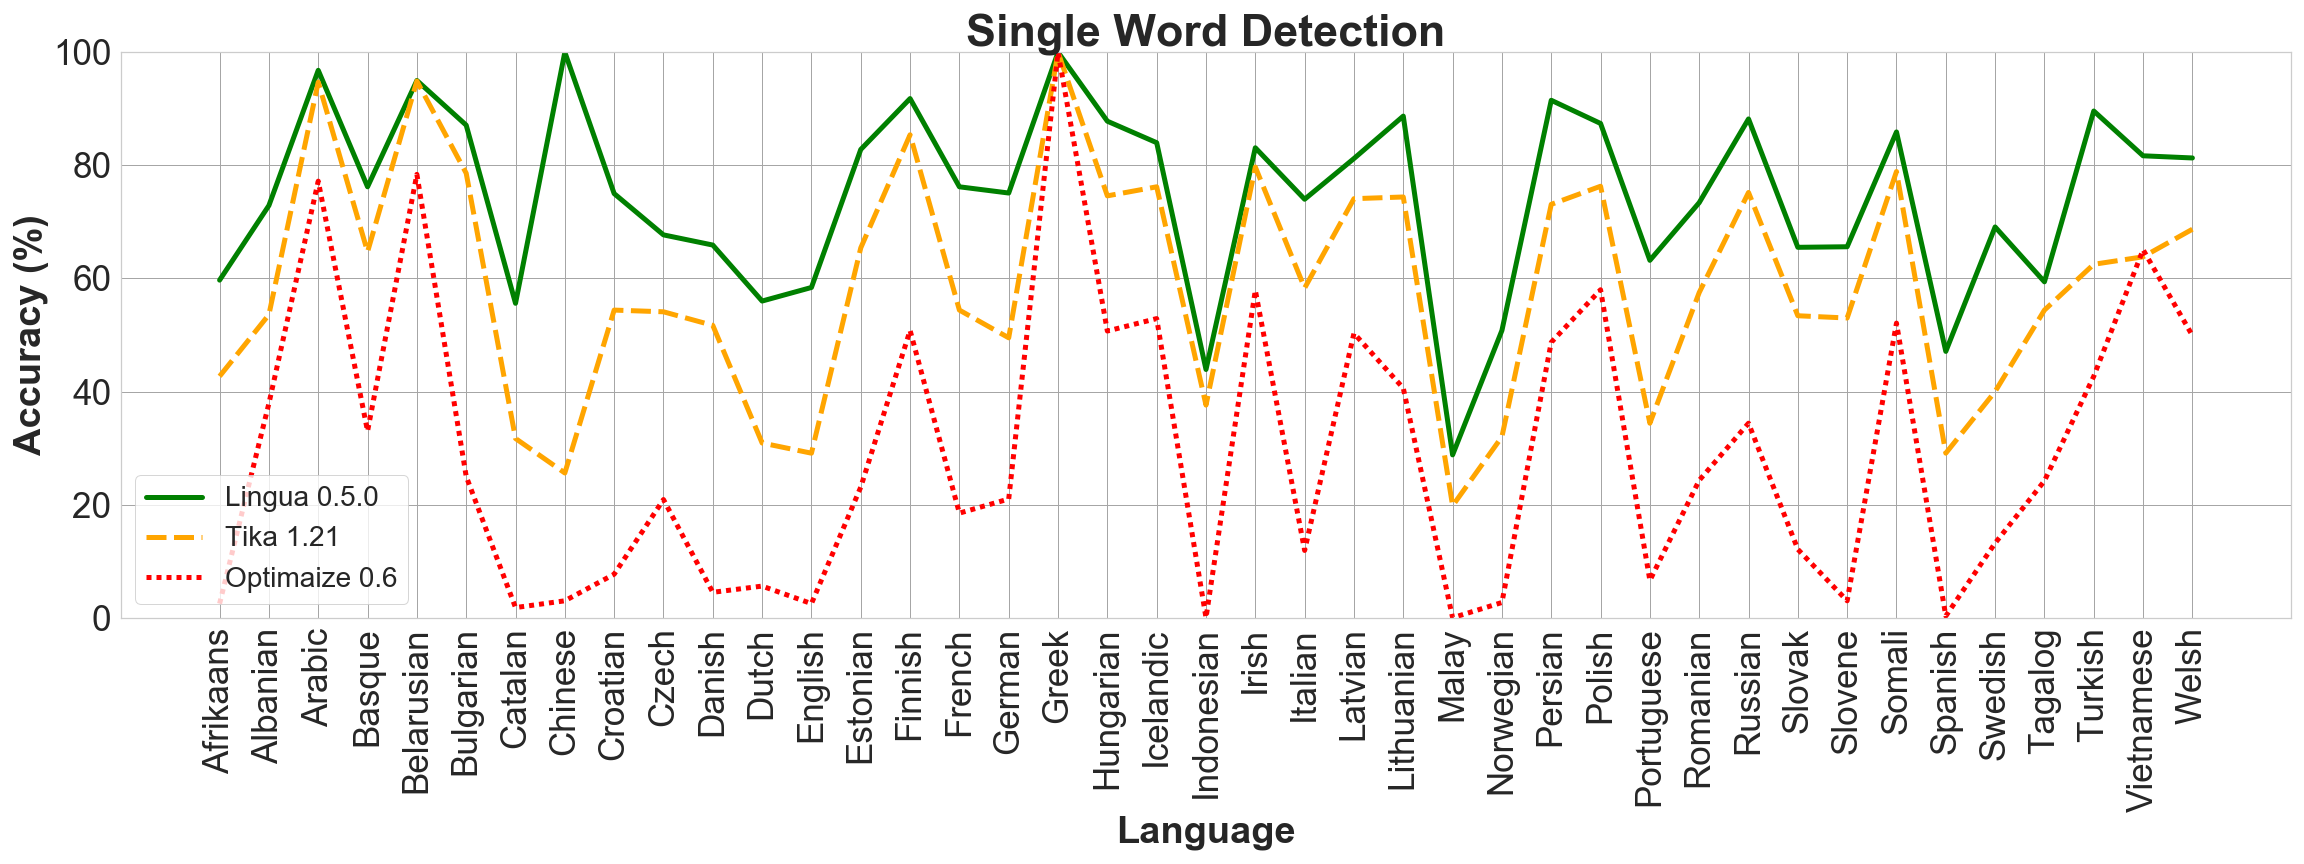 Single Word Detection
Accuracy (%)
100
80
60
40
20
0
Lingua 0.5.0
Tika 1.21
Optimaize 0.6
Afrikaans
Albanian
Arabic
Basque
Belarusian
Bulgarian
Catalan
Chinese
Croatian
Czech
Danish
Dutch
English
Estonian
Finnish
French
German
Greek
Hungarian
Icelandic
Indonesian
Irish
Italian
Latvian
Lithuanian
Malay
Norwegian
Persian
Polish
Portuguese
Romanian
Russian
Slovak
Slovene
Somali
Spanish
Swedish
Tagalog
Turkish
Vietnamese
Welsh
Language